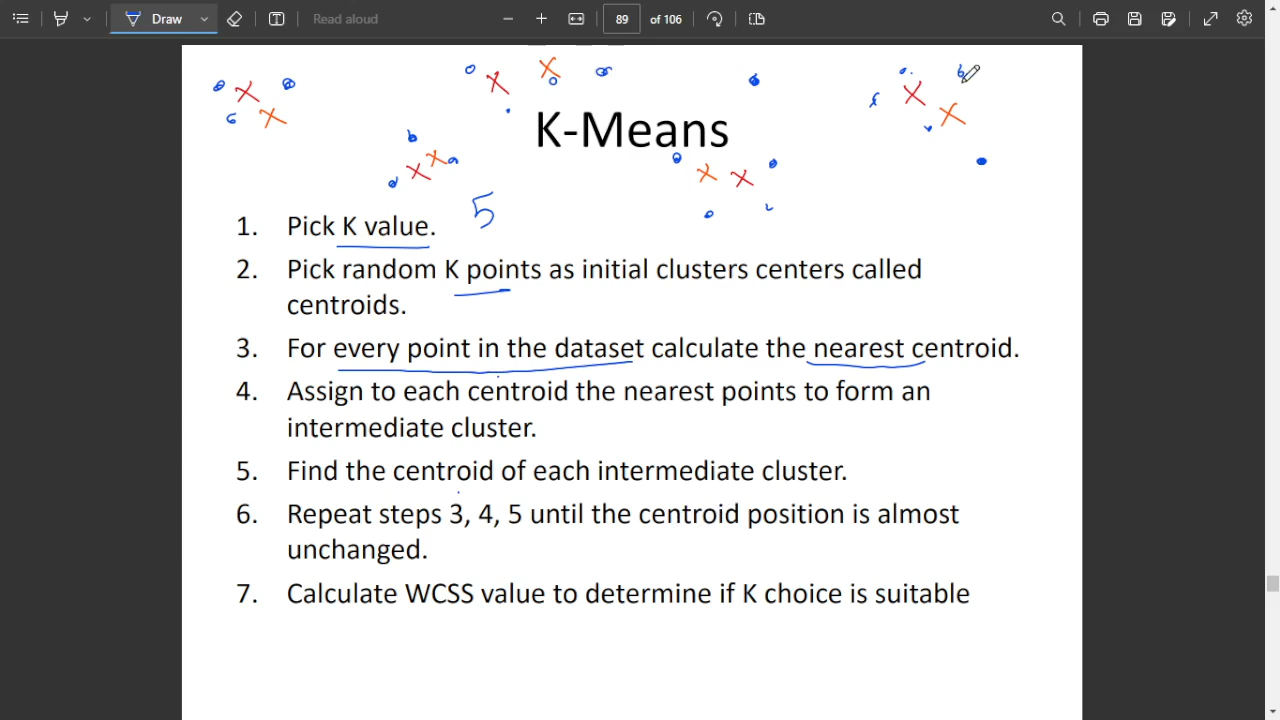 Draw
Read aloud
89 of 106
K-Means
5
1. Pick K value.
2. Pick random K points as initial clusters centers called
centroids.
3. For every point in the dataset calculate the nearest centroid.
4. Assign to each centroid the nearest points to form an
intermediate cluster.
5. Find the centroid of each intermediate cluster.
6. Repeat steps 3, 4, 5 until the centroid position is almost
unchanged.
7. Calculate WCSS value to determine if K choice is suitable